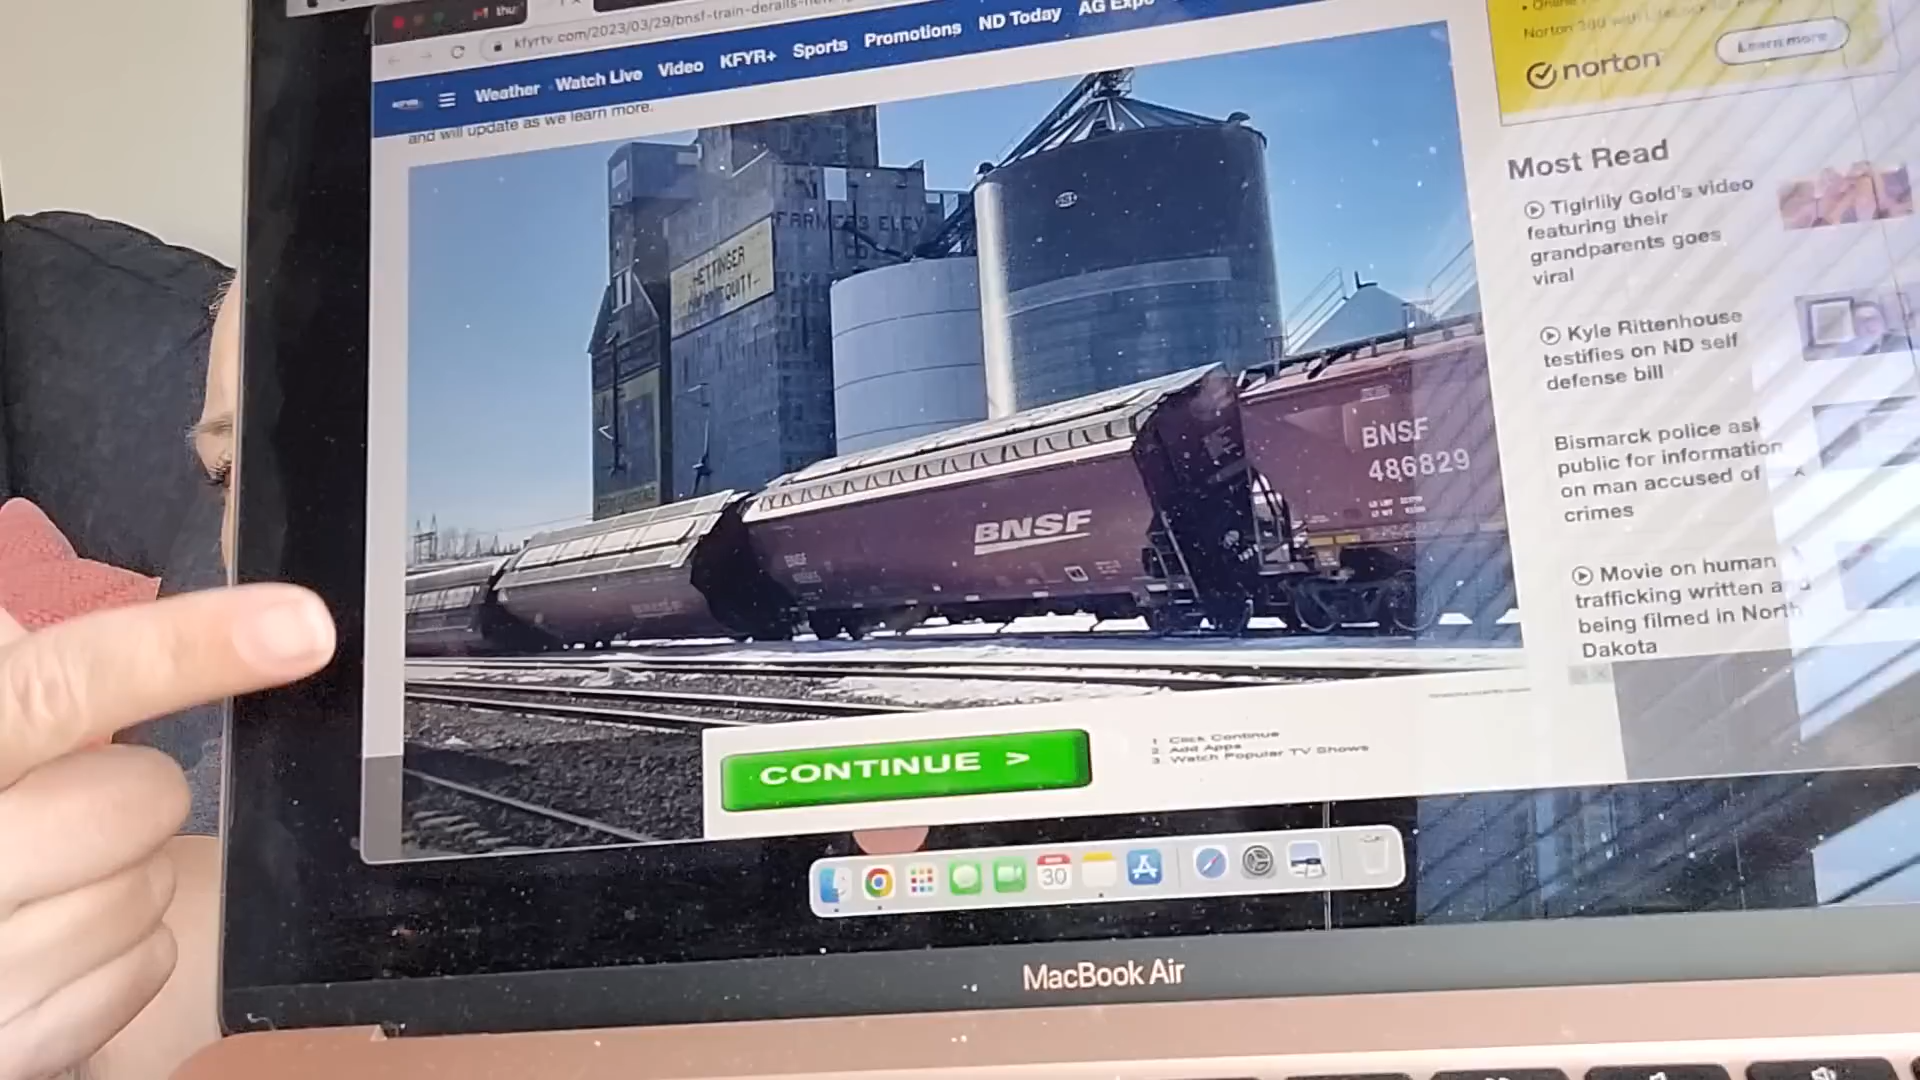 kfyrtv.com/2023/03/29/bnsf-train-derails-
Weather Watch Live Video KFYR+ Sports Promotions ND Today AG Expo
and will update as we learn more.
norton
Learn more
FARMERS ELEV
CO.
HETTINGER
EQUITY
BNSF
BNSF
486829
BNSF
Most Read
Tigirlily Gold's video
featuring their
grandparents goes
viral
Kyle Rittenhouse
testifies on ND self
defense bill
Bismarck police ask
public for information
on man accused of
crimes
Movie on human
trafficking written a
being filmed in North
Dakota
CONTINUE >
1. Click Continue
2. Add Apps
3. Watch Popular TV Shows
30
MacBook Air